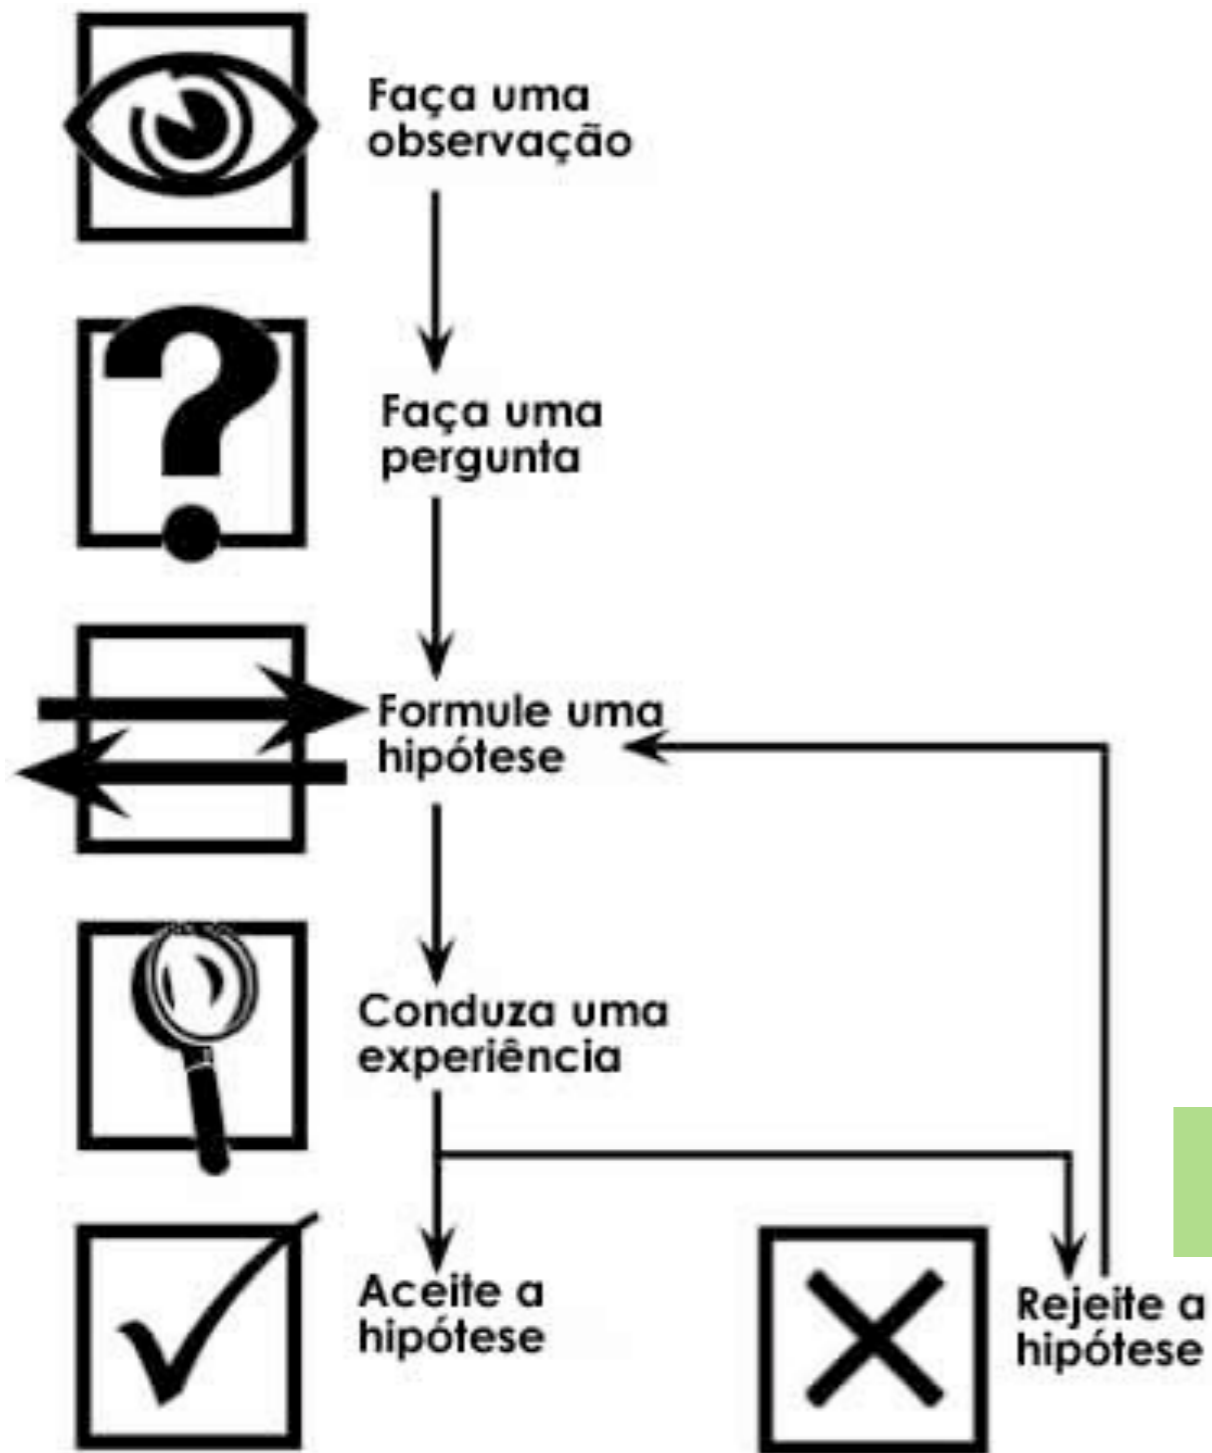 Faça uma
observação
Faça uma
pergunta
Formule uma
hipótese
Conduza uma
experiência
Aceite a
hipótese
Rejeite a
hipótese